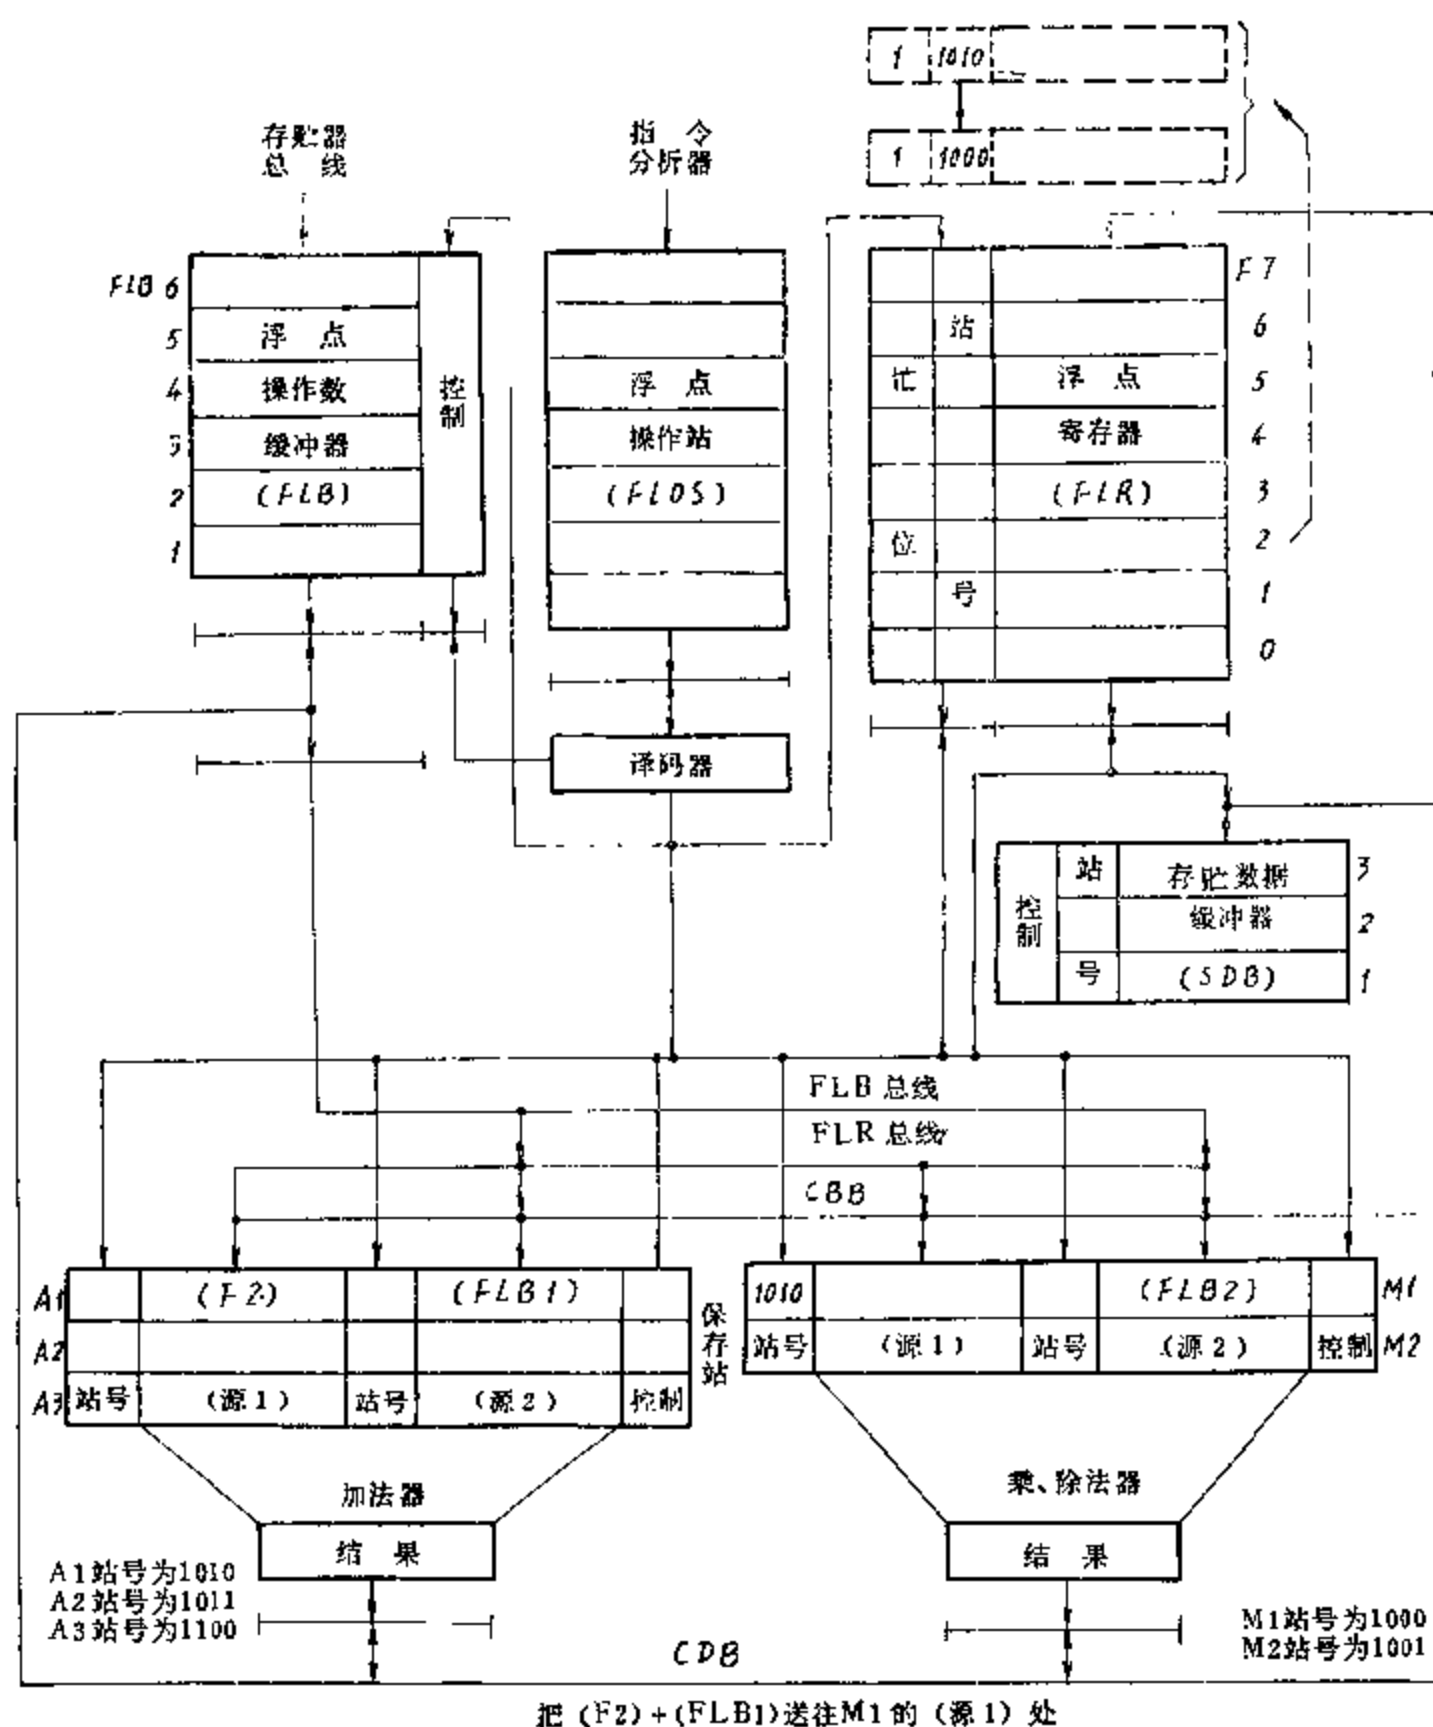 1 1010
1 1000
存贮器
总线
指令
分析器
FLB 6
5
4
3
2
1
浮点
操作数
缓冲器
(FLB)
控制
浮点
操作站
(FLOS)
忙位
站号
浮点
寄存器
(FLR)
F7
6
5
4
3
2
1
0
译码器
控制
站号
存贮数据
缓冲器
(SDB)
3
2
1
FLB 总线
FLR 总线
CBB
A1 (F2) (FLB1)
A2
A3 站号 (源1) 站号 (源2) 控制
保存站
1010 (FLB2) M1
站号 (源1) 站号 (源2) 控制 M2
加法器
结果
乘、除法器
结果
A1站号为1010
A2站号为1011
A3站号为1100
M1站号为1000
M2站号为1001
CDB
把 (F2)+(FLB1)送往M1的 (源1) 处